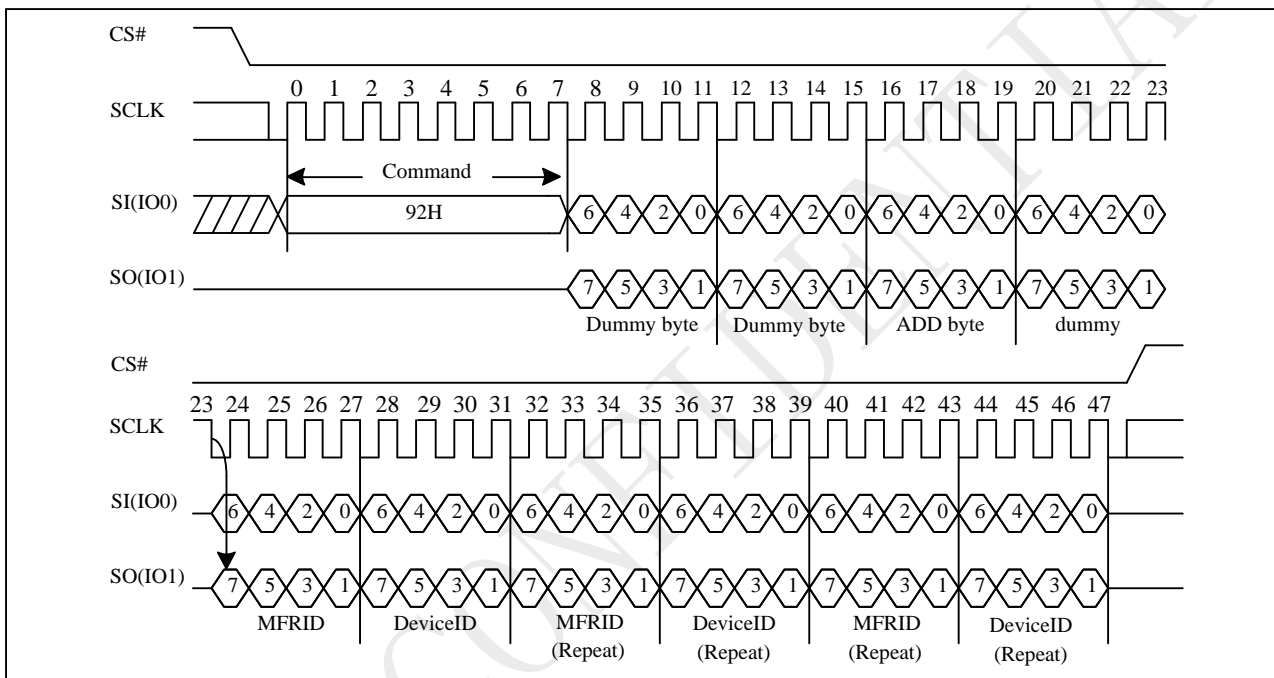 CS#
0 1 2 3 4 5 6 7 8 9 10 11 12 13 14 15 16 17 18 19 20 21 22 23
SCLK
Command
SI(IO0)
92H 6 4 2 0 6 4 2 0 6 4 2 0 6 4 2 0
SO(IO1)
7 5 3 1 7 5 3 1 7 5 3 1 7 5 3 1
Dummy byte Dummy byte ADD byte dummy
CS#
23 24 25 26 27 28 29 30 31 32 33 34 35 36 37 38 39 40 41 42 43 44 45 46 47
SCLK
SI(IO0) 6 4 2 0 6 4 2 0 6 4 2 0 6 4 2 0 6 4 2 0 6 4 2 0
SO(IO1) 7 5 3 1 7 5 3 1 7 5 3 1 7 5 3 1 7 5 3 1 7 5 3 1
MFRID DeviceID MFRID DeviceID MFRID DeviceID
(Repeat) (Repeat) (Repeat) (Repeat)
CONFIDENTIA